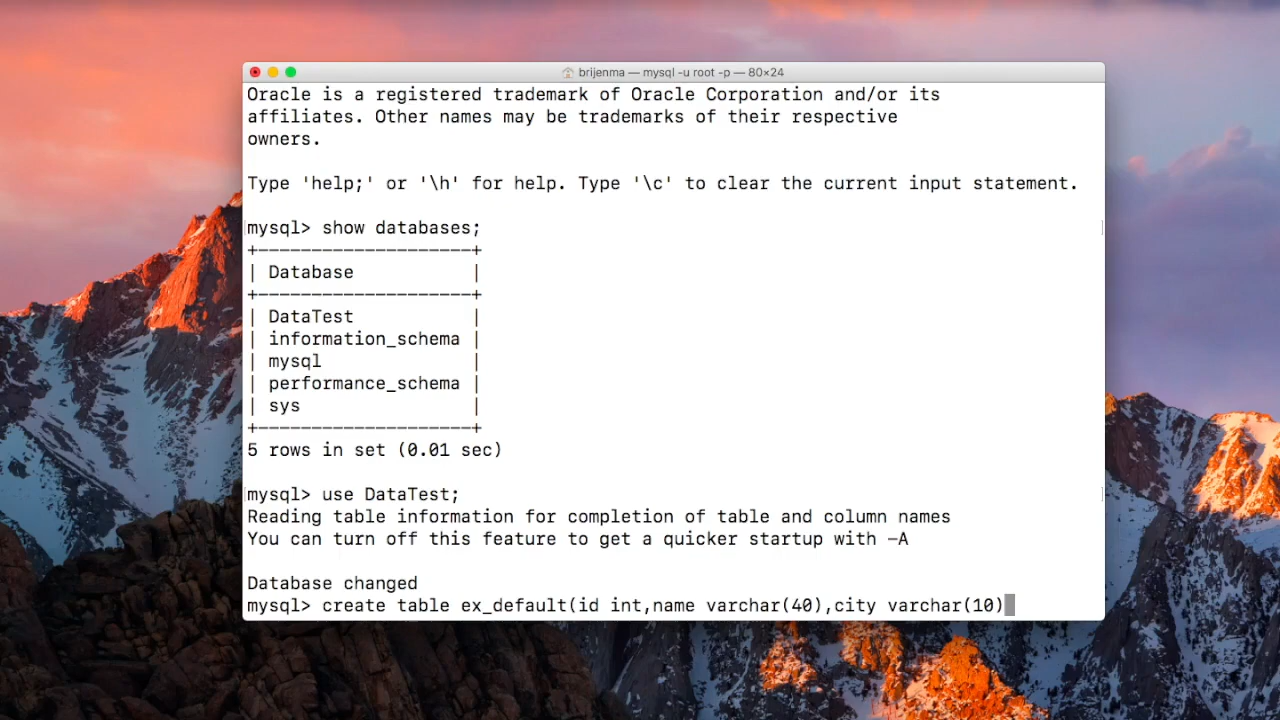 brijenma — mysql -u root -p — 80×24
Oracle is a registered trademark of Oracle Corporation and/or its
affiliates. Other names may be trademarks of their respective
owners.
Type 'help;' or '\h' for help. Type '\c' to clear the current input statement.
mysql> show databases;
+--------------------+
| Database           |
+--------------------+
| DataTest           |
| information_schema |
| mysql              |
| performance_schema |
| sys                |
+--------------------+
5 rows in set (0.01 sec)
mysql> use DataTest;
Reading table information for completion of table and column names
You can turn off this feature to get a quicker startup with -A
Database changed
mysql> create table ex_default(id int,name varchar(40),city varchar(10)